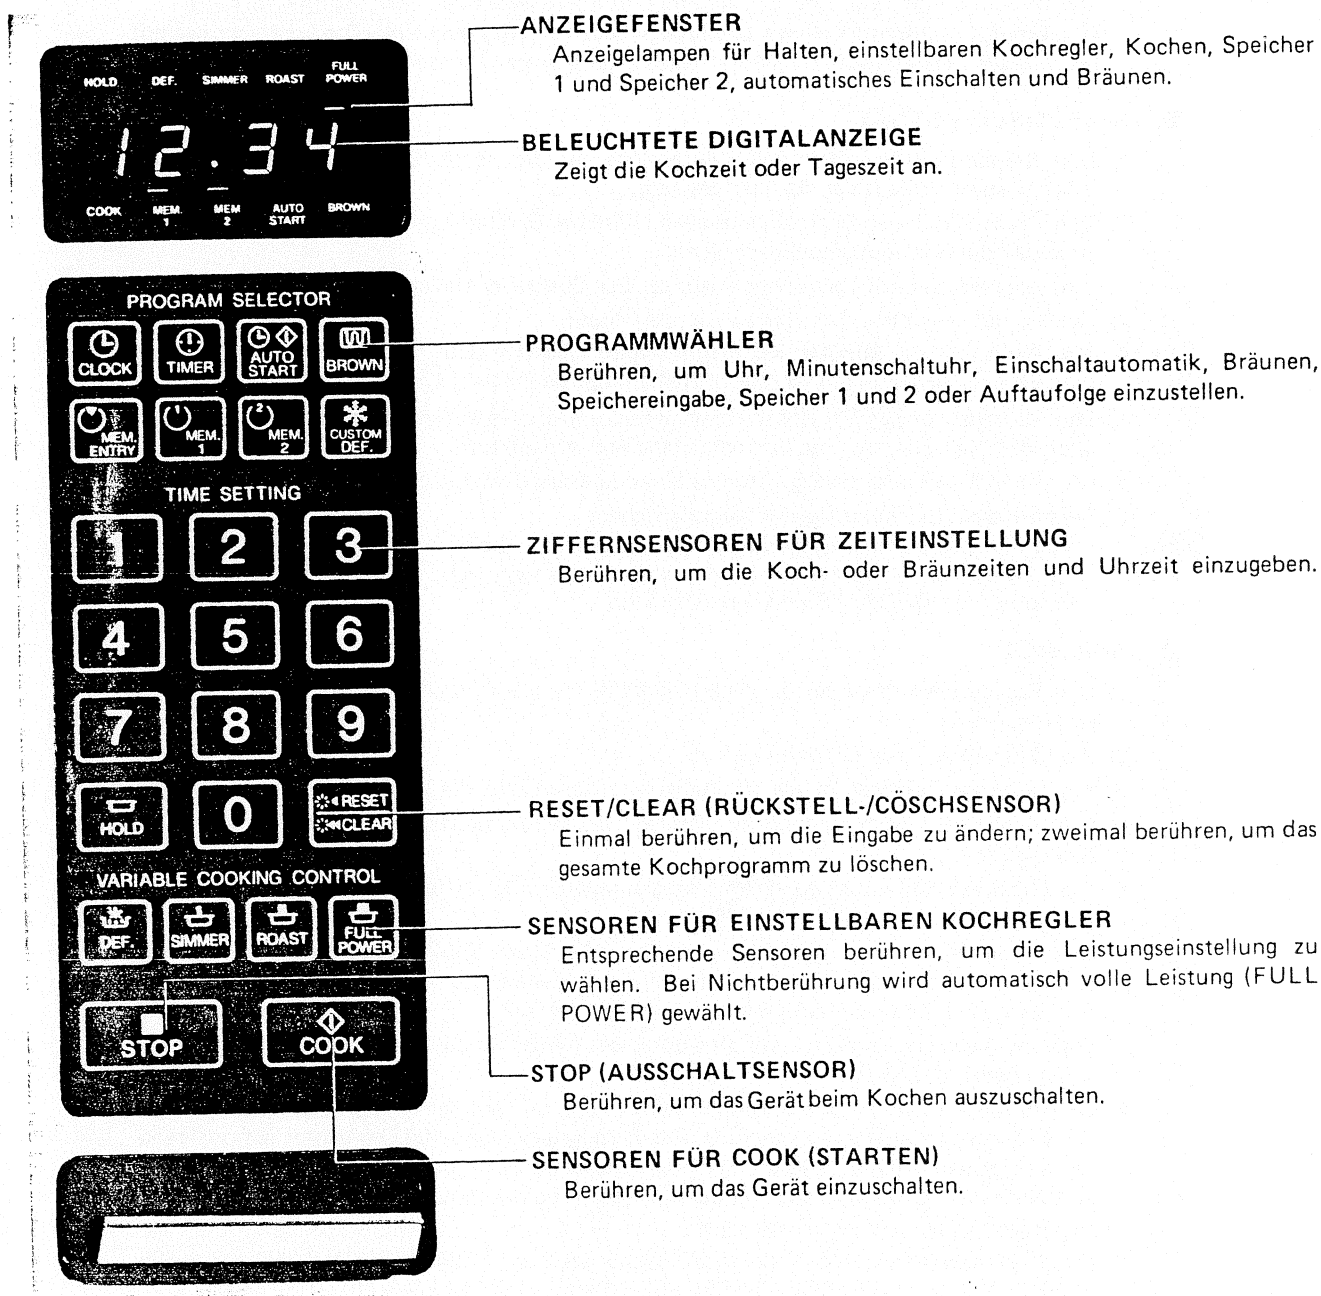 ANZEIGEFENSTER
Anzeigelampen für Halten, einstellbaren Kochregler, Kochen, Speicher
1 und Speicher 2, automatisches Einschalten und Bräunen.
HOLD DEF. SIMMER ROAST FULL POWER
12.34
BELEUCHTETE DIGITALANZEIGE
Zeigt die Kochzeit oder Tageszeit an.
COOK MEM. 1 MEM 2 AUTO START BROWN
PROGRAM SELECTOR
CLOCK TIMER AUTO START BROWN
PROGRAMMWÄHLER
Berühren, um Uhr, Minutenschaltuhr, Einschaltautomatik, Bräunen,
Speichereingabe, Speicher 1 und 2 oder Auftaufolge einzustellen.
MEM. ENTRY 1 MEM. 1 2 MEM. 2 CUSTOM DEF.
TIME SETTING
1 2 3
ZIFFERNSENSOREN FÜR ZEITEINSTELLUNG
Berühren, um die Koch- oder Bräunzeiten und Uhrzeit einzugeben.
4 5 6
7 8 9
HOLD 0 RESET CLEAR
RESET/CLEAR (RÜCKSTELL-/CÖSCHSENSOR)
Einmal berühren, um die Eingabe zu ändern; zweimal berühren, um das
gesamte Kochprogramm zu löschen.
VARIABLE COOKING CONTROL
DEF. SIMMER ROAST FULL POWER
SENSOREN FÜR EINSTELLBAREN KOCHREGLER
Entsprechende Sensoren berühren, um die Leistungseinstellung zu
wählen. Bei Nichtberührung wird automatisch volle Leistung (FULL
POWER) gewählt.
STOP COOK
STOP (AUSSCHALTSENSOR)
Berühren, um das Gerät beim Kochen auszuschalten.
SENSOREN FÜR COOK (STARTEN)
Berühren, um das Gerät einzuschalten.